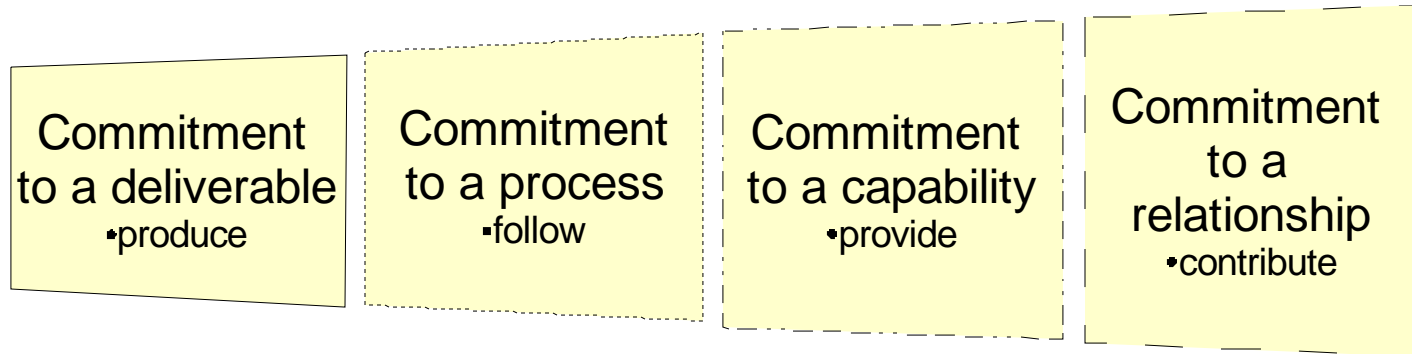 Commitment
to a deliverable
▪produce
Commitment
to a process
▪follow
Commitment
to a capability
•provide
Commitment
to a
relationship
•contribute